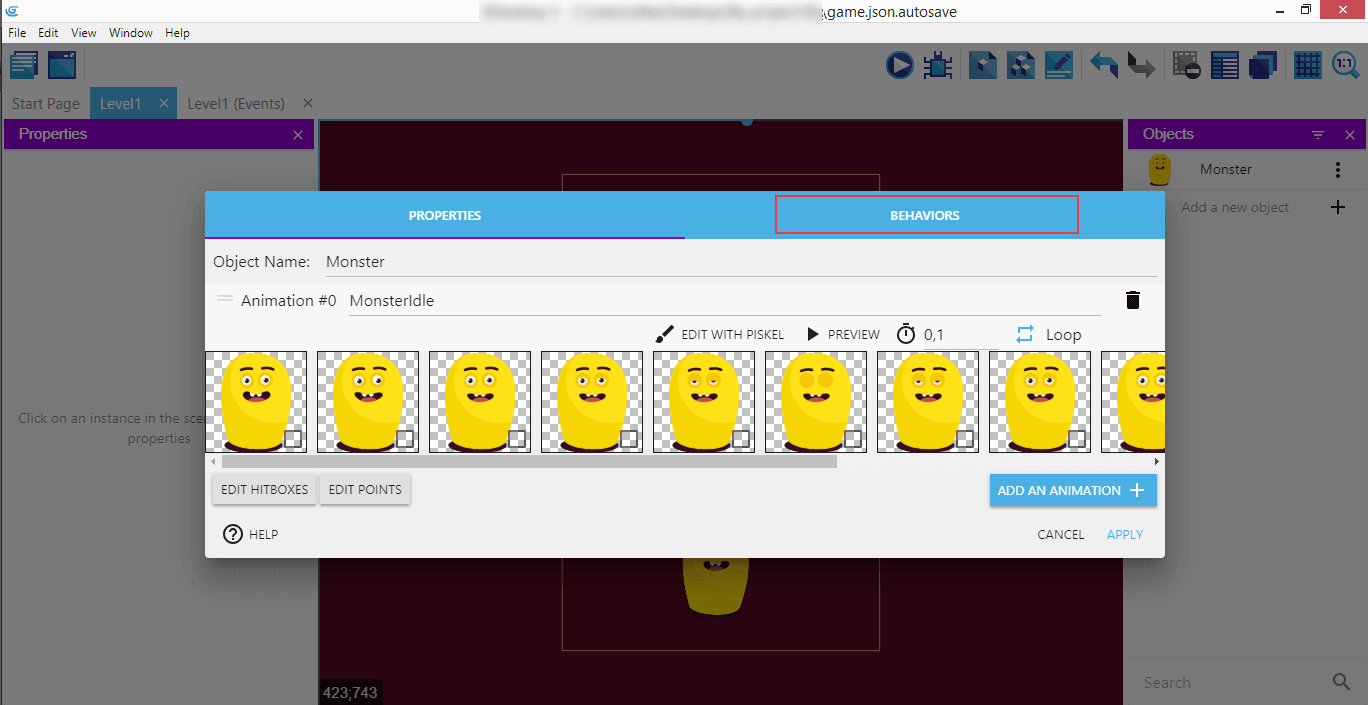 \game.json.autosave
File Edit View Window Help
1:1
Start Page Level1 Level1 (Events)
Properties
Objects
Monster
Add a new object
PROPERTIES BEHAVIORS
Object Name: Monster
Animation #0 MonsterIdle
EDIT WITH PISKEL PREVIEW 0,1 Loop
Click on an instance in the sce
properties
EDIT HITBOXES EDIT POINTS ADD AN ANIMATION
HELP CANCEL APPLY
423;743
Search